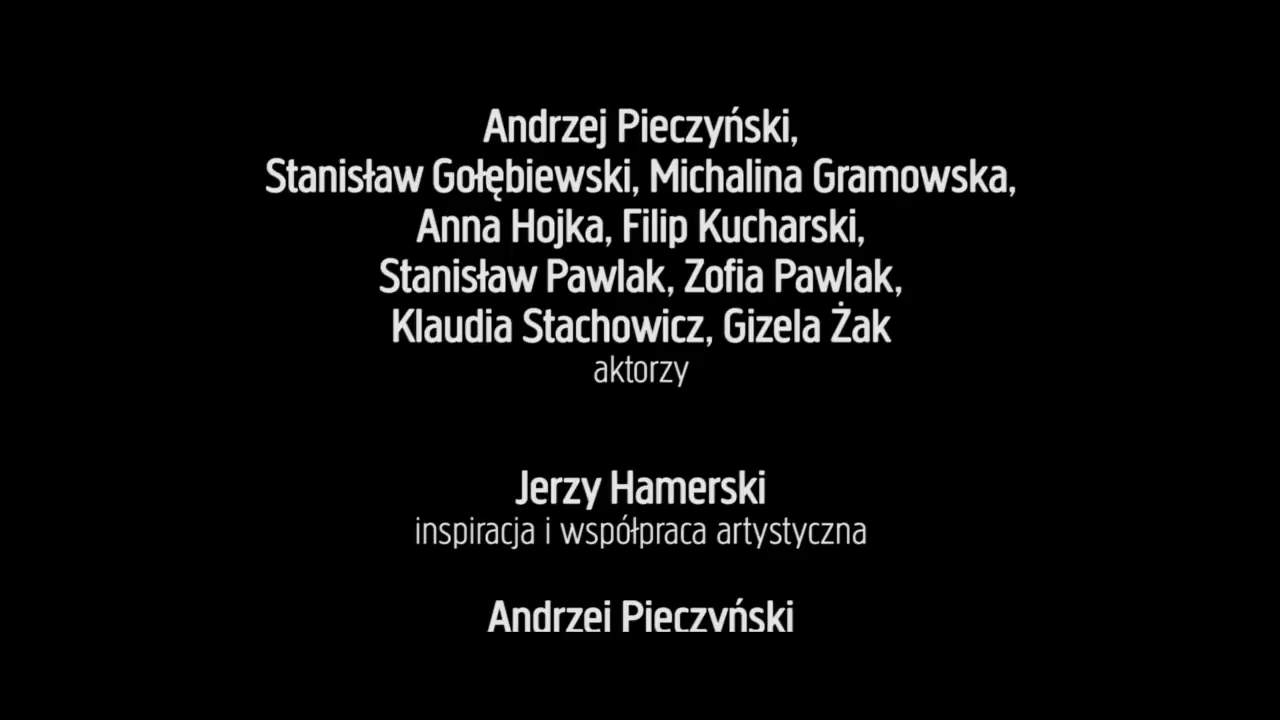 Andrzej Pieczyński,
Stanisław Gołębiewski, Michalina Gramowska,
Anna Hojka, Filip Kucharski,
Stanisław Pawlak, Zofia Pawlak,
Klaudia Stachowicz, Gizela Żak
aktorzy
Jerzy Hamerski
inspiracja i współpraca artystyczna
Andrzej Pieczyński